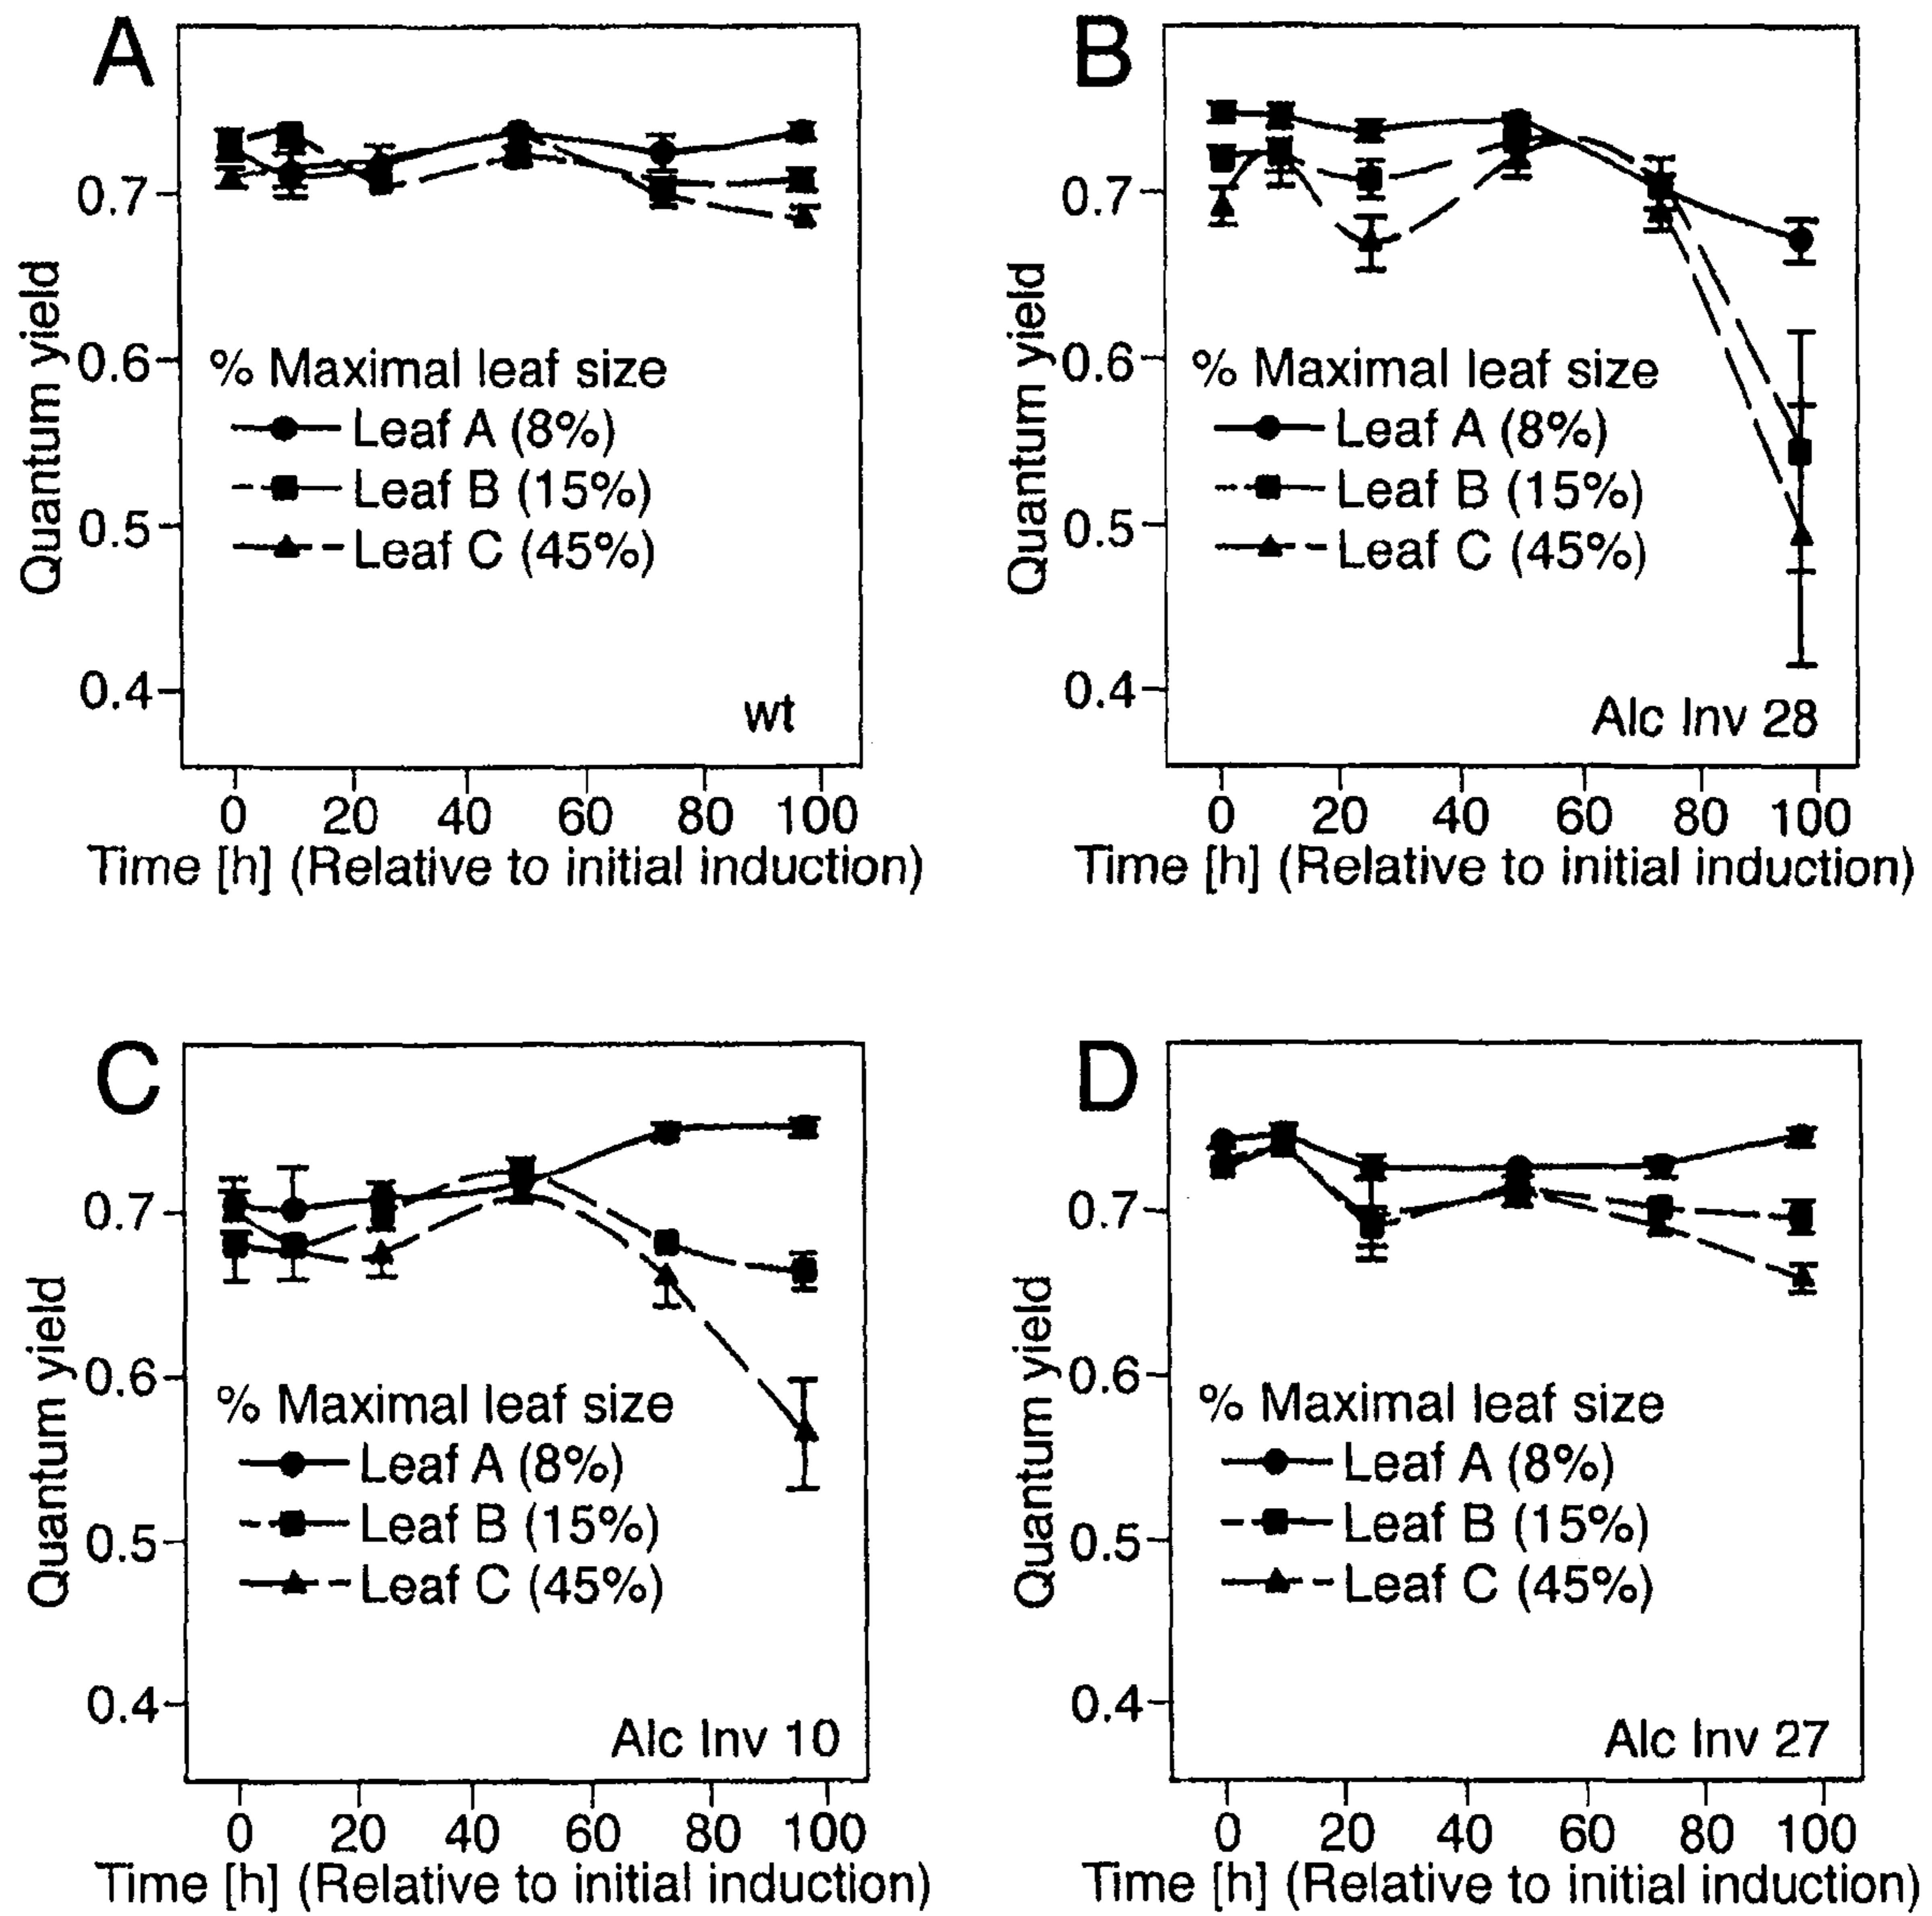 A
Quantum yield
0.7
0.6
0.5
0.4
% Maximal leaf size
Leaf A (8%)
Leaf B (15%)
Leaf C (45%)
wt
0 20 40 60 80 100
Time [h] (Relative to initial induction)
B
Quantum yield
0.7
0.6
0.5
0.4
% Maximal leaf size
Leaf A (8%)
Leaf B (15%)
Leaf C (45%)
Alc Inv 28
0 20 40 60 80 100
Time [h] (Relative to initial induction)
C
Quantum yield
0.7
0.6
0.5
0.4
% Maximal leaf size
Leaf A (8%)
Leaf B (15%)
Leaf C (45%)
Alc Inv 10
0 20 40 60 80 100
Time [h] (Relative to initial induction)
D
Quantum yield
0.7
0.6
0.5
0.4
% Maximal leaf size
Leaf A (8%)
Leaf B (15%)
Leaf C (45%)
Alc Inv 27
0 20 40 60 80 100
Time [h] (Relative to initial induction)